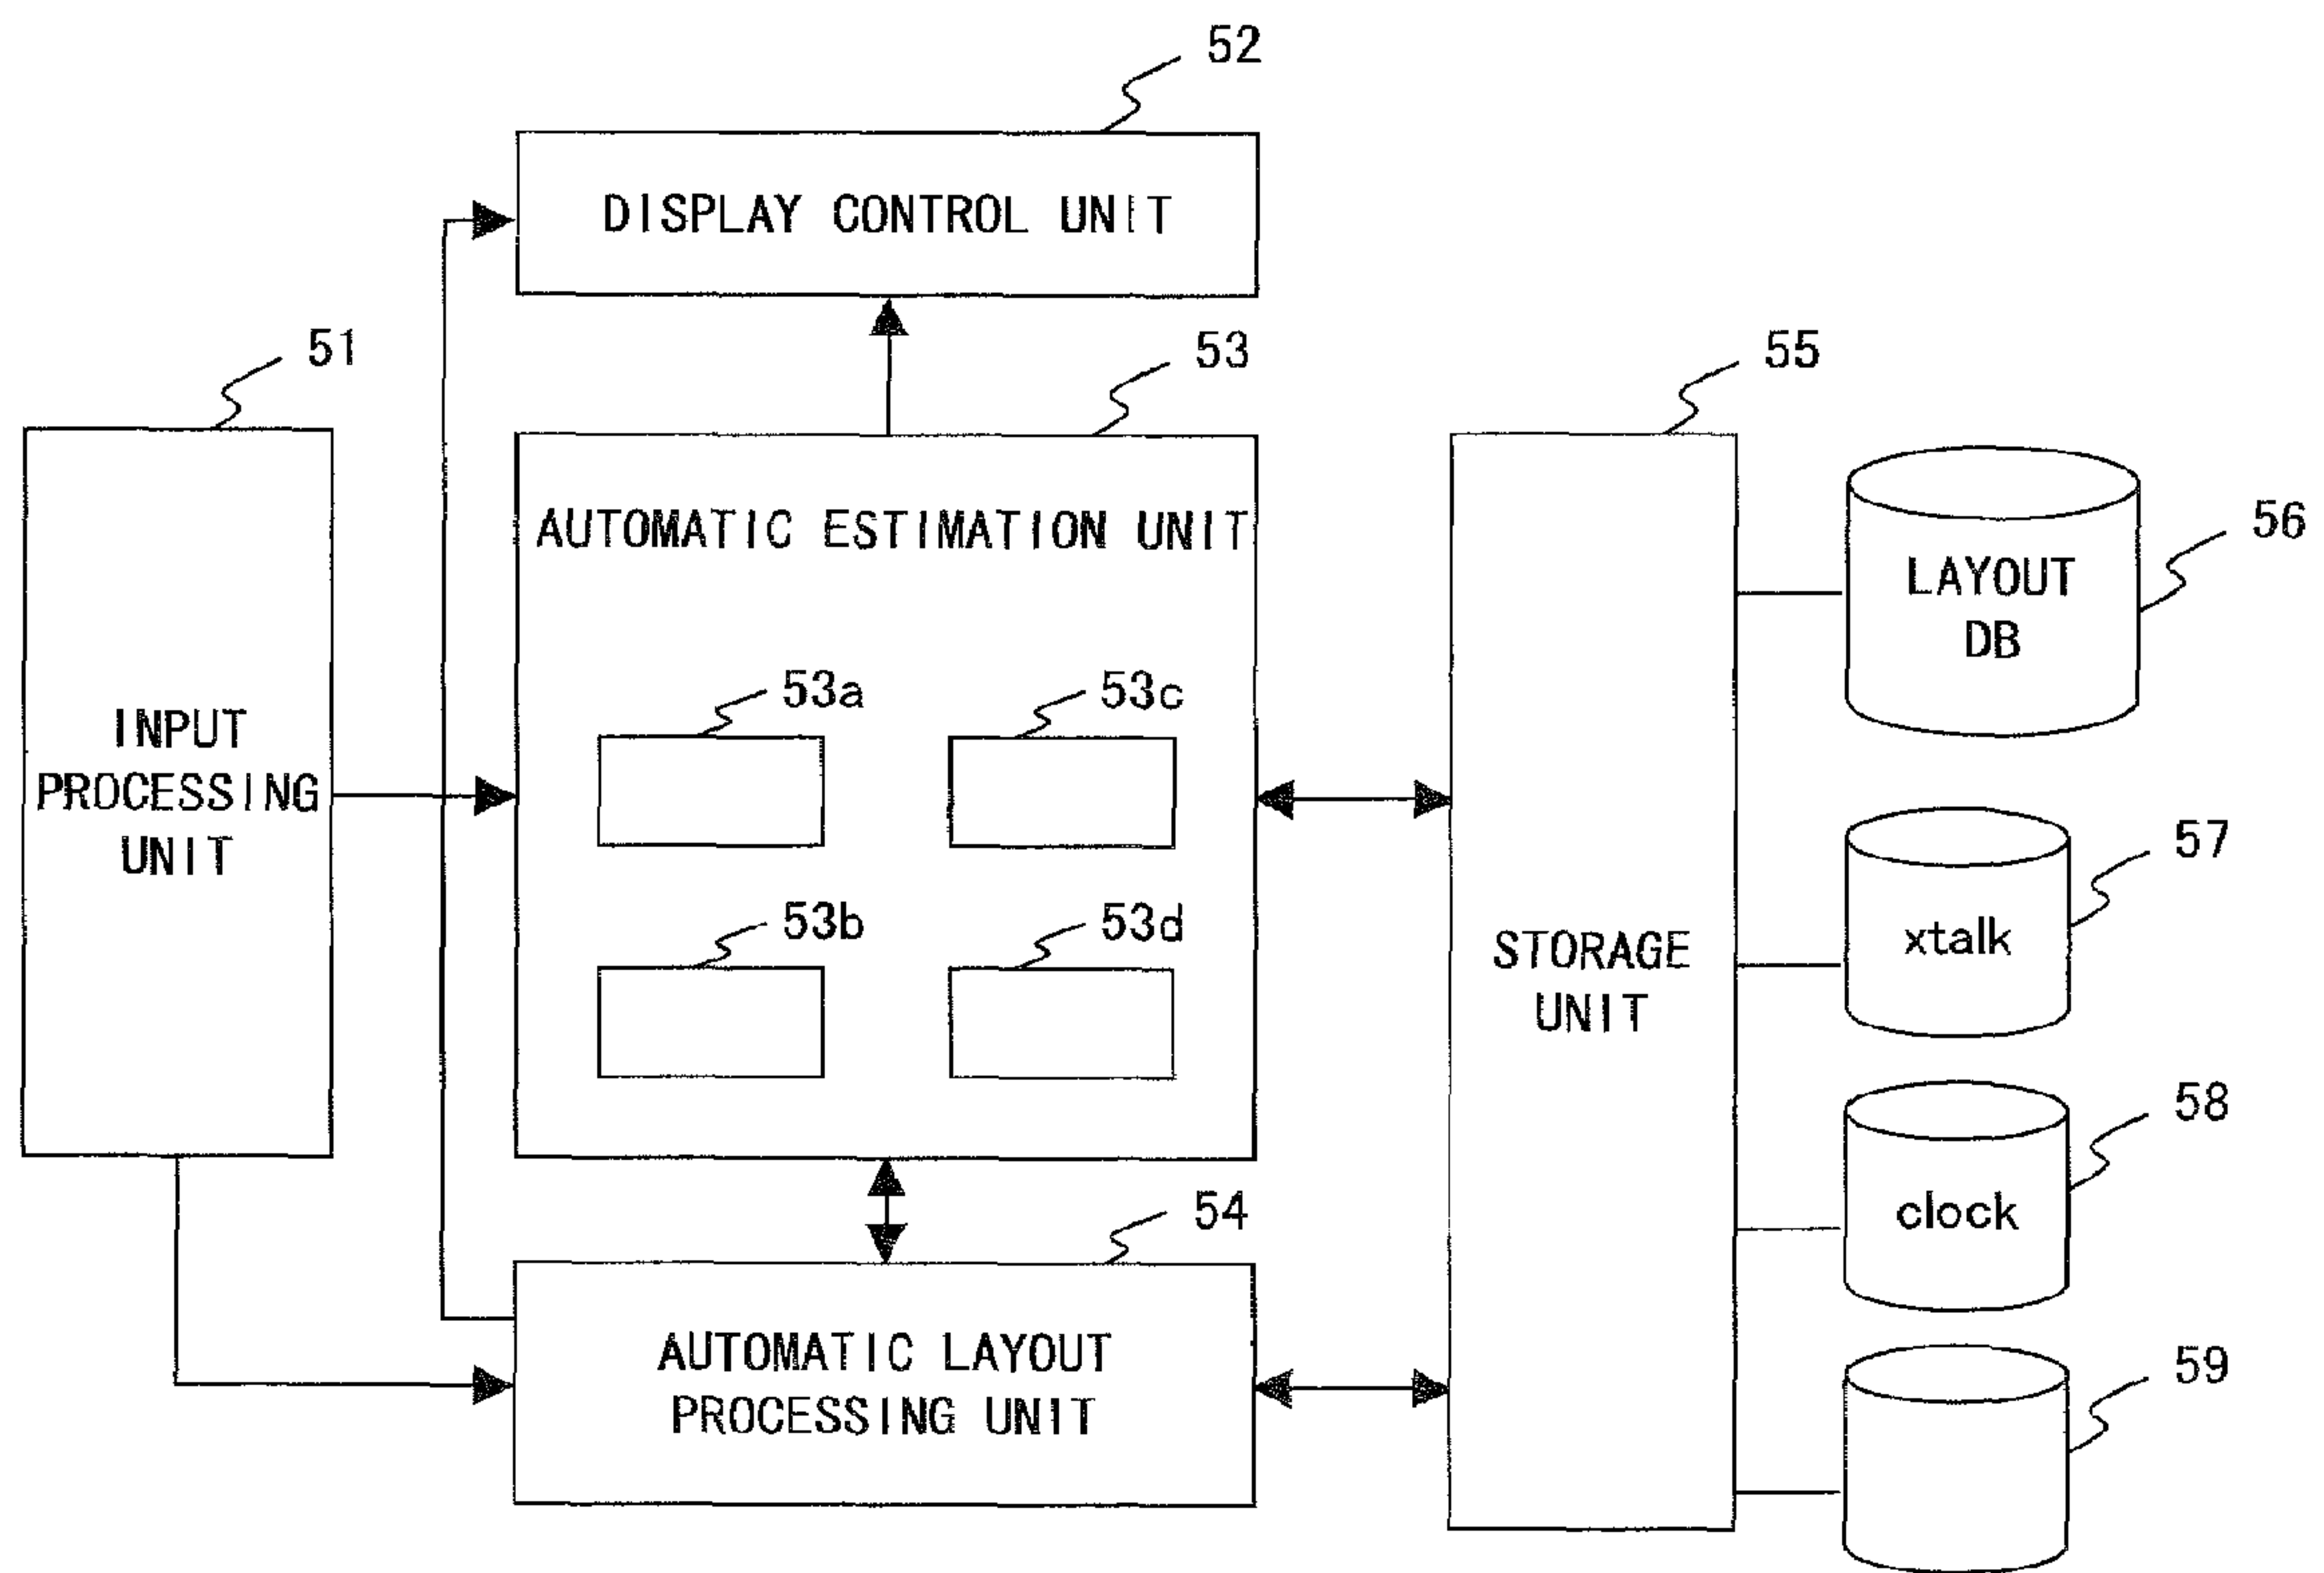 52
DISPLAY CONTROL UNIT
51
53
55
AUTOMATIC ESTIMATION UNIT
56
LAYOUT
DB
53a
53c
INPUT
PROCESSING
UNIT
57
xtalk
53b
53d
STORAGE
UNIT
58
clock
54
AUTOMATIC LAYOUT
PROCESSING UNIT
59